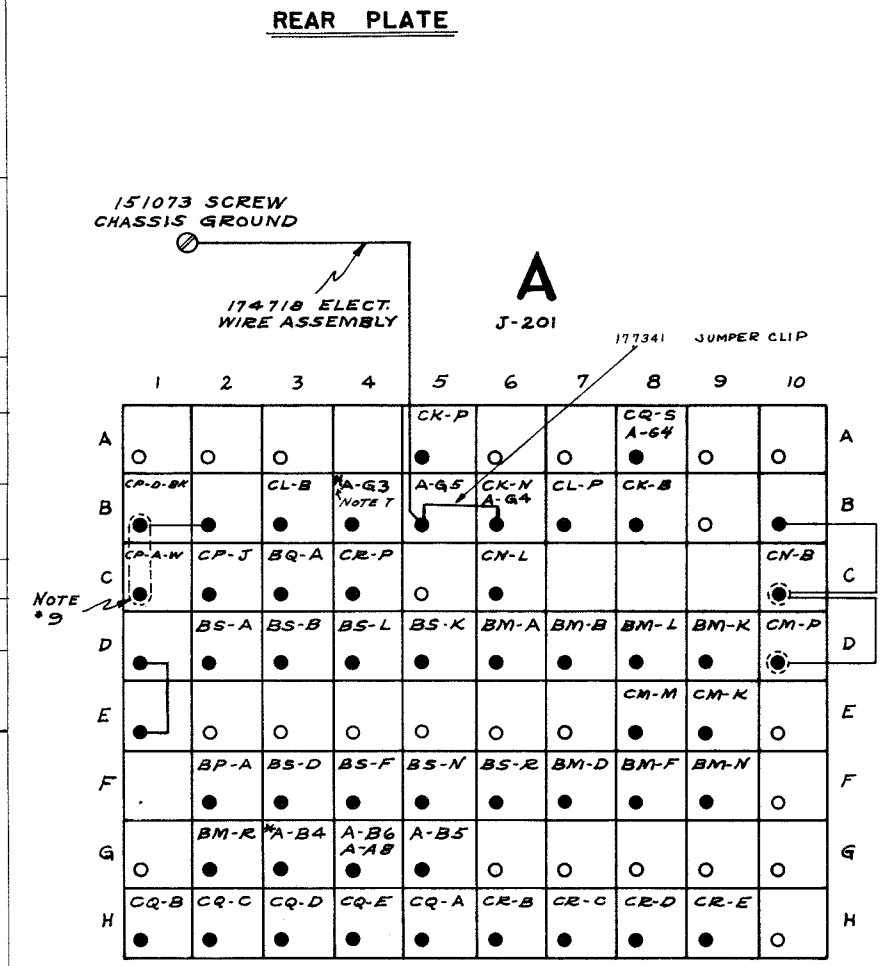 REAR PLATE
151073 SCREW
CHASSIS GROUND
174718 ELECT.
WIRE ASSEMBLY
A
J-201
177341 JUMPER CLIP
1 2 3 4 5 6 7 8 9 10
A CK-P CQ-S A
A-G4
B CP-D-BK CL-B *A-G3 A-G5 CK-N CL-P CK-B B
NOTE T A-G4
C CP-A-W CP-J BQ-A CR-P CN-L CN-B C
NOTE
*9
D BS-A BS-B BS-L BS-K BM-A BM-B BM-L BM-K CM-P D
E CM-M CM-K E
F BP-A BS-D BS-F BS-N BS-R BM-D BM-F BM-N F
G BM-R *A-B4 A-B6 A-B5 G
A-A8
H CQ-B CQ-C CQ-D CQ-E CQ-A CR-B CR-C CR-D CR-E H